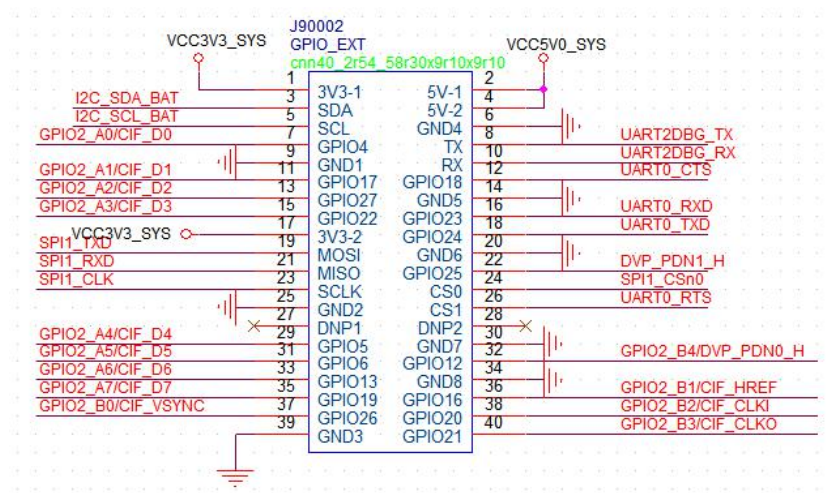 J90002
VCC3V3_SYS GPIO_EXT VCC5V0_SYS
cnn40_2r54_58r30x9r10x9r10
1 2
3V3-1 5V-1
I2C_SDA_BAT 3 4
SDA 5V-2
I2C_SCL_BAT 5 6
SCL GND4
GPIO2_A0/CIF_D0 7 8 UART2DBG_TX
GPIO4 TX
9 10 UART2DBG_RX
GND1 RX
GPIO2_A1/CIF_D1 11 12 UART0_CTS
GPIO17 GPIO18
GPIO2_A2/CIF_D2 13 14
GPIO27 GND5
GPIO2_A3/CIF_D3 15 16 UART0_RXD
GPIO22 GPIO23
17 18 UART0_TXD
VCC3V3_SYS 3V3-2 GPIO24
SPI1_TXD 19 20
MOSI GND6
SPI1_RXD 21 22 DVP_PDN1_H
MISO GPIO25
SPI1_CLK 23 24 SPI1_CSn0
SCLK CS0
25 26 UART0_RTS
GND2 CS1
27 28
DNP1 DNP2
GPIO2_A4/CIF_D4 29 30
GPIO5 GND7
GPIO2_A5/CIF_D5 31 32 GPIO2_B4/DVP_PDN0_H
GPIO6 GPIO12
GPIO2_A6/CIF_D6 33 34
GPIO13 GND8
GPIO2_A7/CIF_D7 35 36 GPIO2_B1/CIF_HREF
GPIO19 GPIO16
GPIO2_B0/CIF_VSYNC 37 38 GPIO2_B2/CIF_CLKI
GPIO26 GPIO20
39 40 GPIO2_B3/CIF_CLKO
GND3 GPIO21